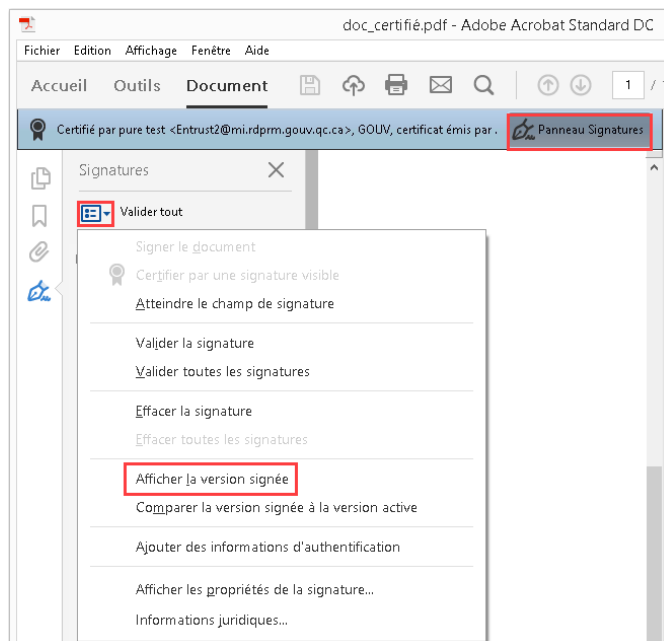 doc_certifié.pdf - Adobe Acrobat Standard DC
Fichier Edition Affichage Fenêtre Aide
Accueil Outils Document 1 /
Certifié par pure test <Entrust2@mi.rdprm.gouv.qc.ca>, GOUV, certificat émis par . Panneau Signatures
Signatures
Valider tout
Signer le document
Certifier par une signature visible
Atteindre le champ de signature
Valider la signature
Valider toutes les signatures
Effacer la signature
Effacer toutes les signatures
Afficher la version signée
Comparer la version signée à la version active
Ajouter des informations d'authentification
Afficher les propriétés de la signature...
Informations juridiques...